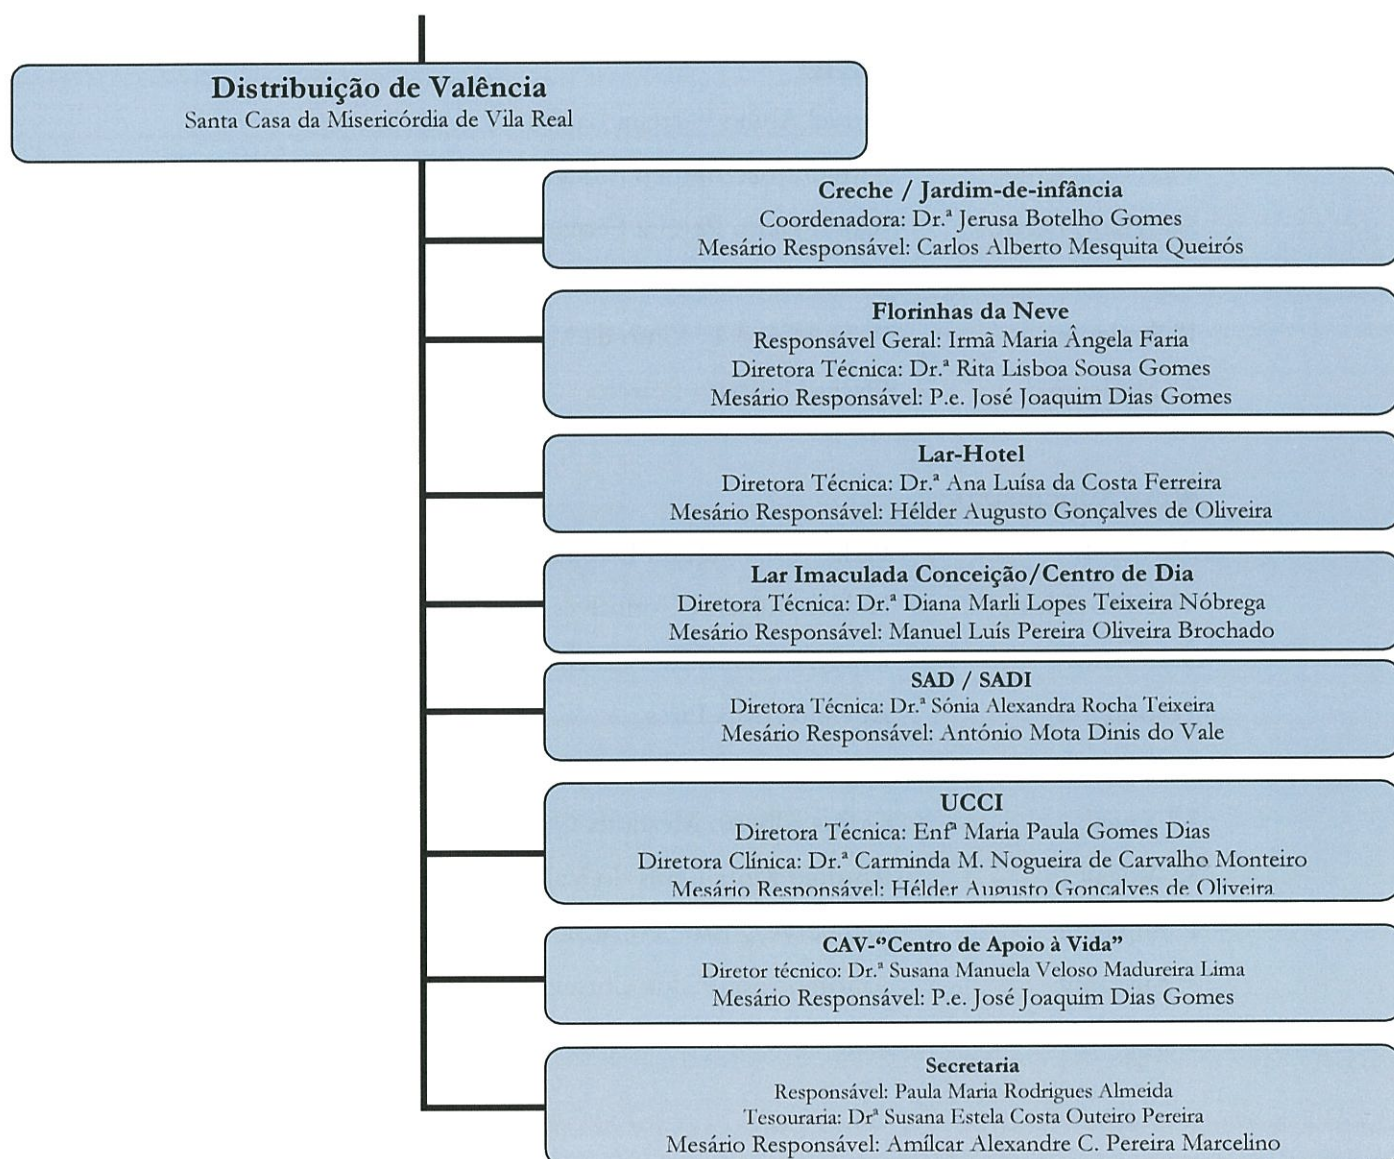 Distribuição de Valência
Santa Casa da Misericórdia de Vila Real
Creche / Jardim-de-infância
Coordenadora: Dr.ª Jerusa Botelho Gomes
Mesário Responsável: Carlos Alberto Mesquita Queirós
Florinhas da Neve
Responsável Geral: Irmã Maria Ângela Faria
Diretora Técnica: Dr.ª Rita Lisboa Sousa Gomes
Mesário Responsável: P.e. José Joaquim Dias Gomes
Lar-Hotel
Diretora Técnica: Dr.ª Ana Luísa da Costa Ferreira
Mesário Responsável: Hélder Augusto Gonçalves de Oliveira
Lar Imaculada Conceição/Centro de Dia
Diretora Técnica: Dr.ª Diana Marli Lopes Teixeira Nóbrega
Mesário Responsável: Manuel Luís Pereira Oliveira Brochado
SAD / SADI
Diretora Técnica: Dr.ª Sónia Alexandra Rocha Teixeira
Mesário Responsável: António Mota Dinis do Vale
UCCI
Diretora Técnica: Enfª Maria Paula Gomes Dias
Diretora Clínica: Dr.ª Carminda M. Nogueira de Carvalho Monteiro
Mesário Responsável: Hélder Augusto Gonçalves de Oliveira
CAV-“Centro de Apoio à Vida”
Diretor técnico: Dr.ª Susana Manuela Veloso Madureira Lima
Mesário Responsável: P.e. José Joaquim Dias Gomes
Secretaria
Responsável: Paula Maria Rodrigues Almeida
Tesouraria: Drª Susana Estela Costa Outeiro Pereira
Mesário Responsável: Amílcar Alexandre C. Pereira Marcelino